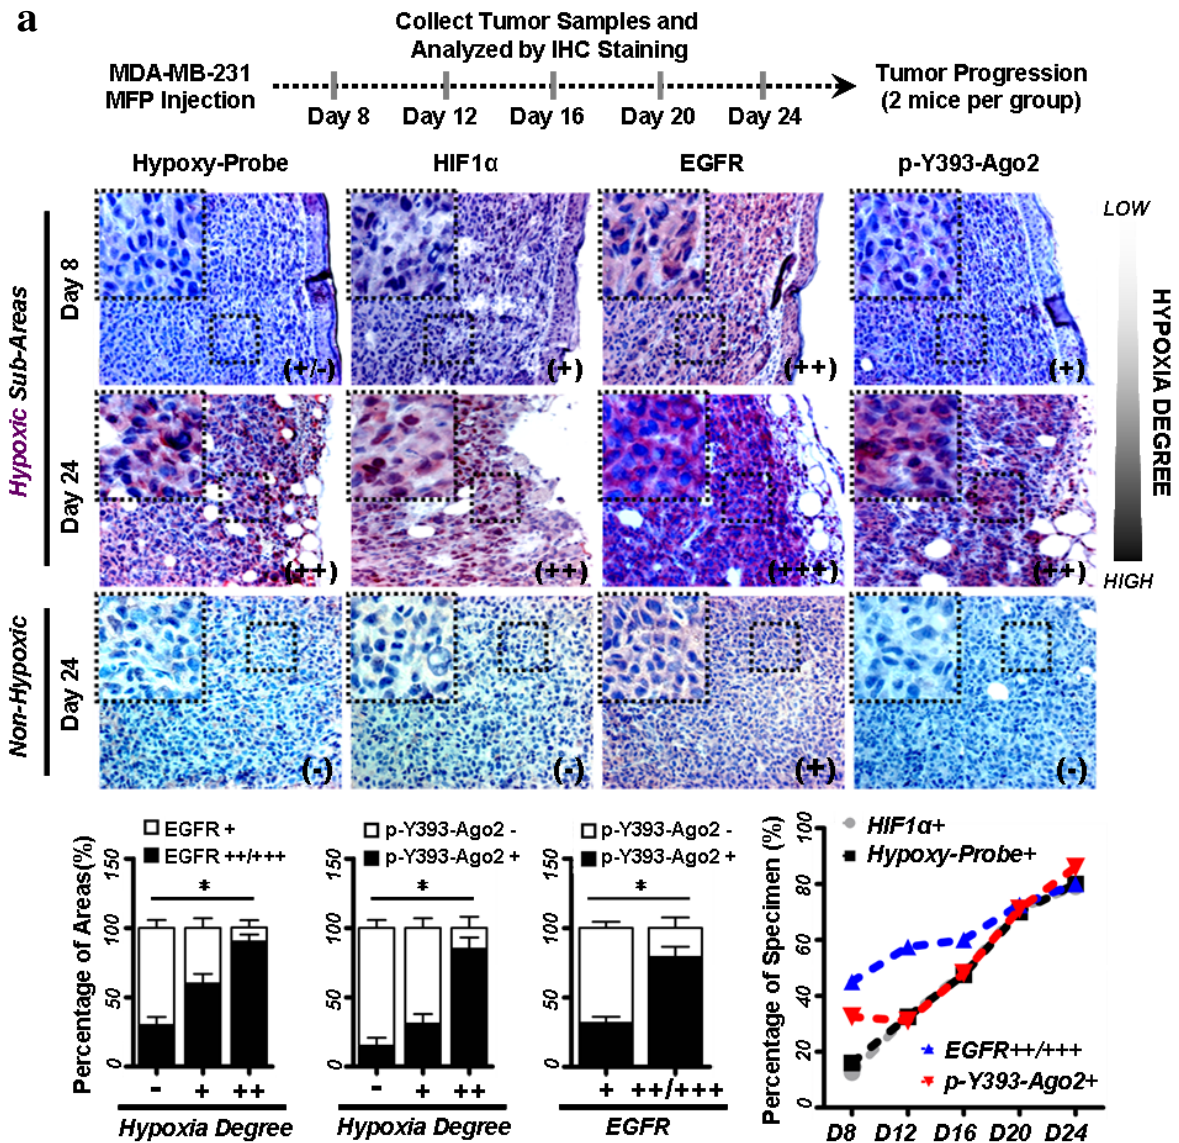 a
Collect Tumor Samples and
Analyzed by IHC Staining
MDA-MB-231
MFP Injection
Day 8
Day 12
Day 16
Day 20
Day 24
Tumor Progression
(2 mice per group)
Hypoxy-Probe
HIF1α
EGFR
p-Y393-Ago2
Hypoxic Sub-Areas
Day 8
(+/-)
(+)
(++)
(+)
Day 24
(++)
(++)
(+++)
(++)
LOW
HYPOXIA DEGREE
HIGH
Non-Hypoxic
Day 24
(-)
(-)
(+)
(-)
Percentage of Areas(%)
EGFR +
EGFR ++/+++
150
100
50
0
*
- + ++
Hypoxia Degree
p-Y393-Ago2 -
p-Y393-Ago2 +
150
100
50
0
*
- + ++
Hypoxia Degree
p-Y393-Ago2 -
p-Y393-Ago2 +
150
100
50
0
*
+ ++/+++
EGFR
Percentage of Specimen (%)
100
80
60
40
20
0
HIF1α+
Hypoxy-Probe+
EGFR++/+++
p-Y393-Ago2+
D8 D12 D16 D20 D24